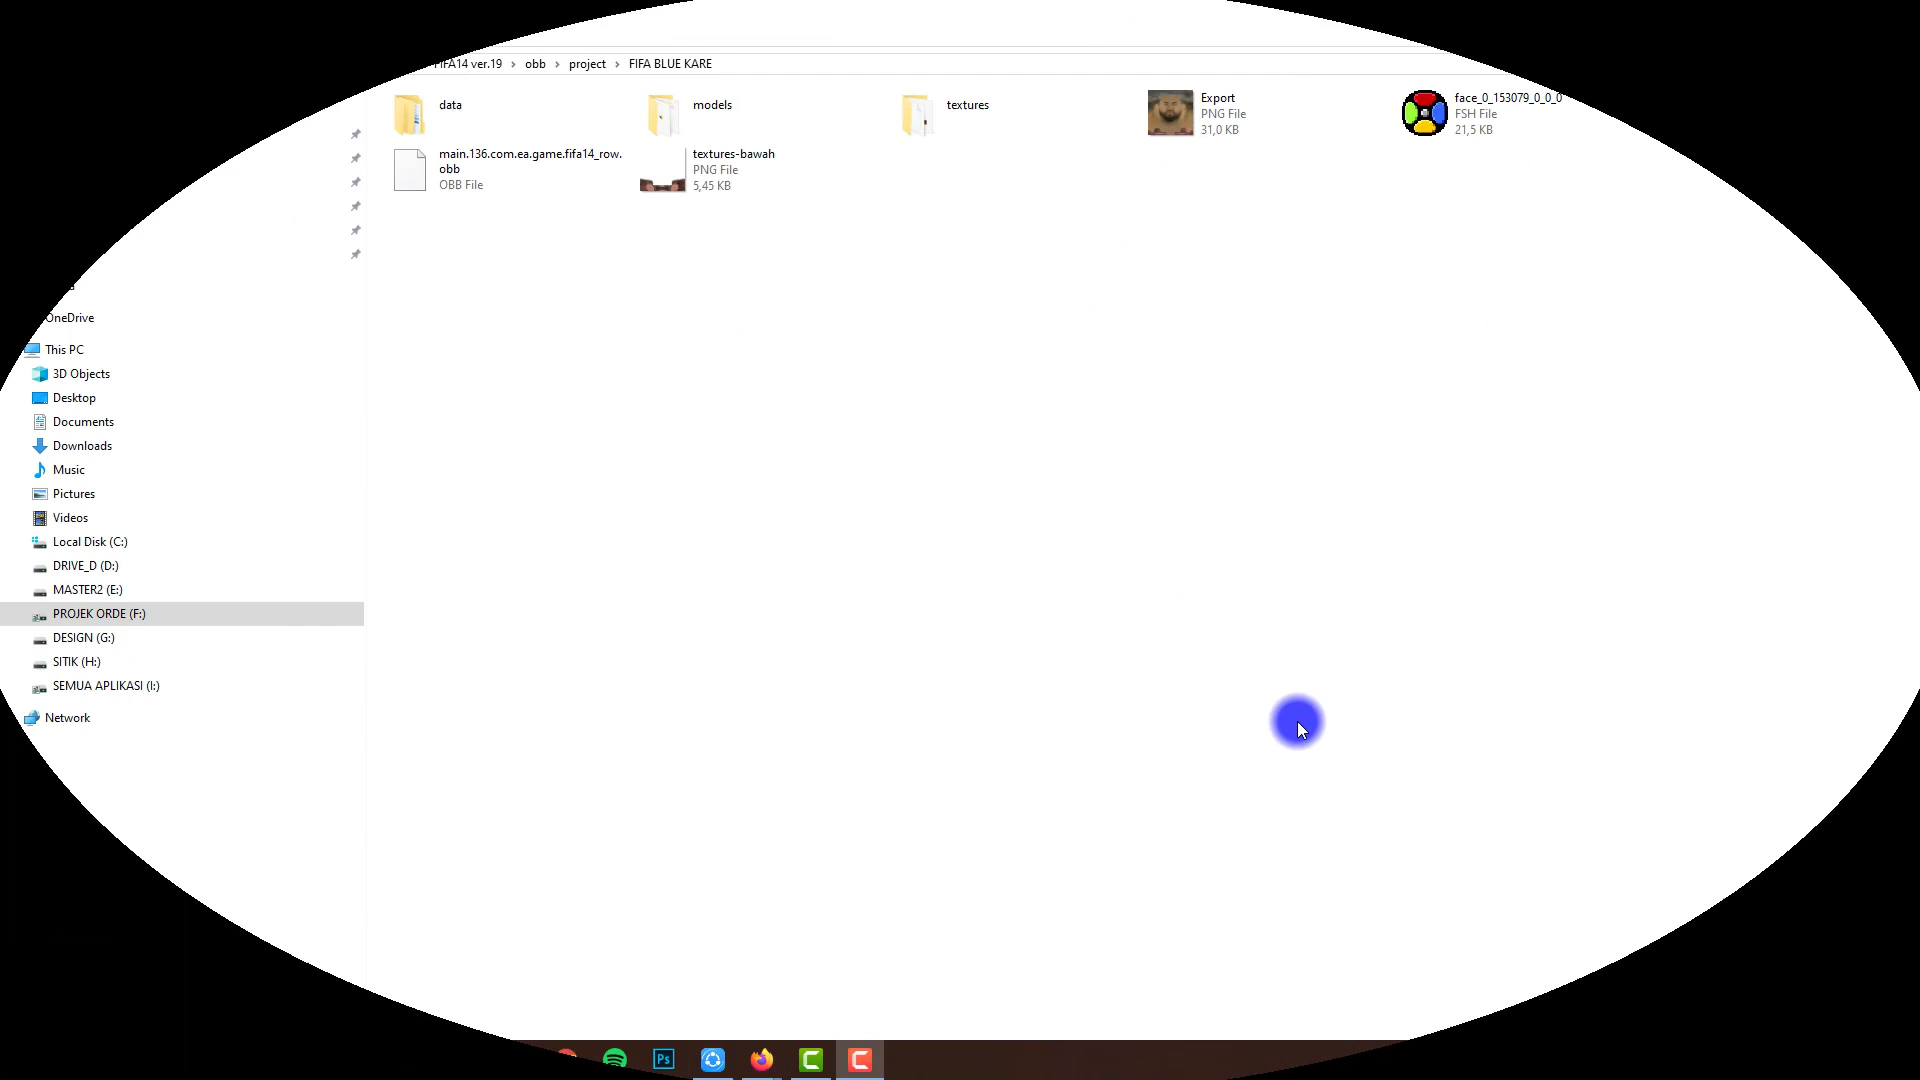 FIFA14 ver.19 > obb > project > FIFA BLUE KARE
data
models
textures
Export
PNG File
31,0 KB
face_0_153079_0_0_0
FSH File
21,5 KB
main.136.com.ea.game.fifa14_row.
obb
OBB File
textures-bawah
PNG File
5,45 KB
OneDrive
This PC
3D Objects
Desktop
Documents
Downloads
Music
Pictures
Videos
Local Disk (C:)
DRIVE_D (D:)
MASTER2 (E:)
PROJEK ORDE (F:)
DESIGN (G:)
SITIK (H:)
SEMUA APLIKASI (I:)
Network
Ps